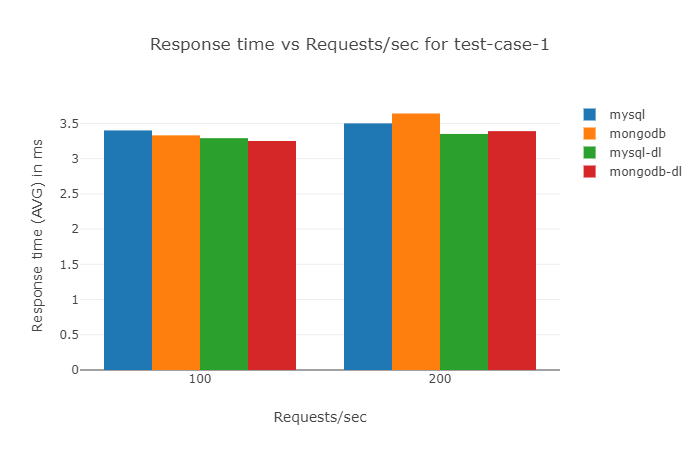 Response time vs Requests/sec for test-case-1
Response time (AVG) in ms
3.5
3
2.5
2
1.5
1
0.5
0
100
200
Requests/sec
mysql
mongodb
mysql-dl
mongodb-dl